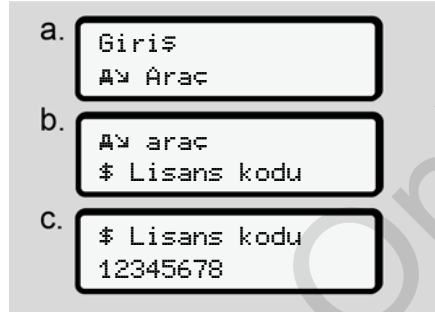 a.
Giriş
Araç
b.
araç
$ Lisans kodu
c.
$ Lisans kodu
12345678